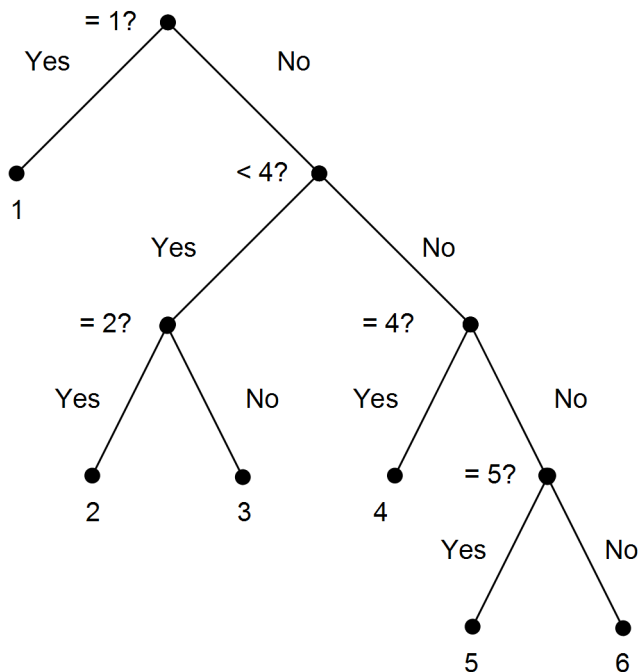 = 1?
Yes
No
1
< 4?
Yes
No
= 2?
= 4?
Yes
No
Yes
No
2
3
4
= 5?
Yes
No
5
6